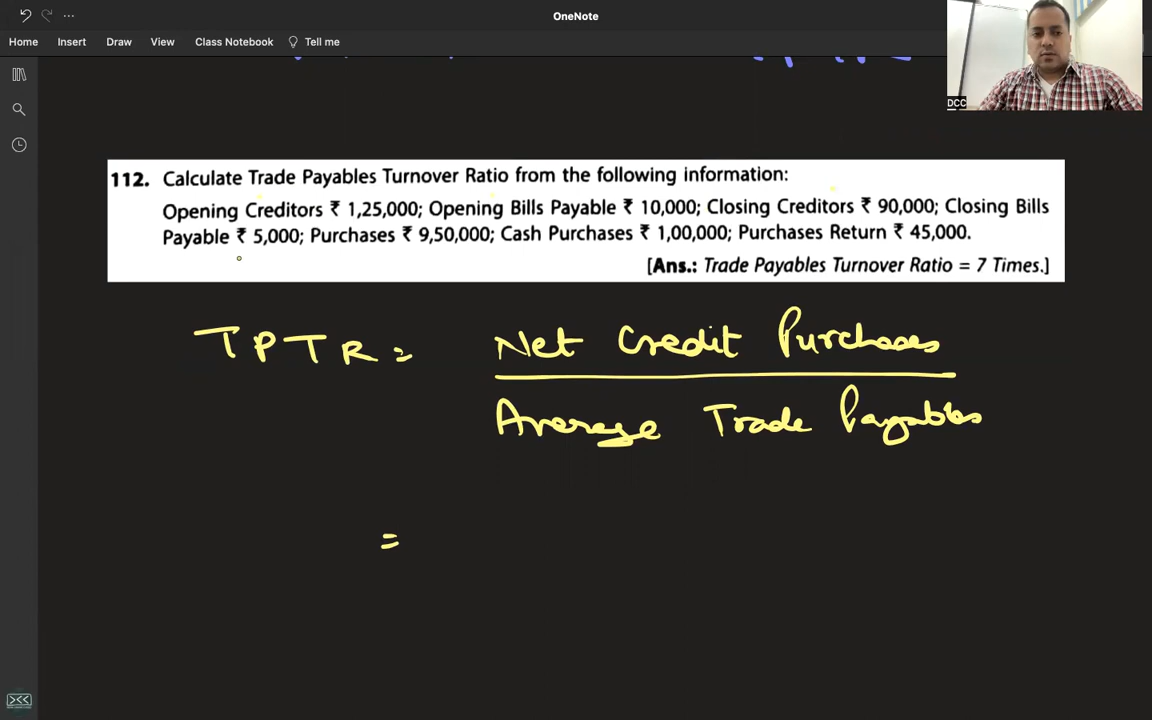 OneNote
Home Insert Draw View Class Notebook Tell me
DCC
112. Calculate Trade Payables Turnover Ratio from the following information:
Opening Creditors ₹ 1,25,000; Opening Bills Payable ₹ 10,000; Closing Creditors ₹ 90,000; Closing Bills
Payable ₹ 5,000; Purchases ₹ 9,50,000; Cash Purchases ₹ 1,00,000; Purchases Return ₹ 45,000.
[Ans.: Trade Payables Turnover Ratio = 7 Times.]
TPTR = Net Credit Purchases
Average Trade Payables
=